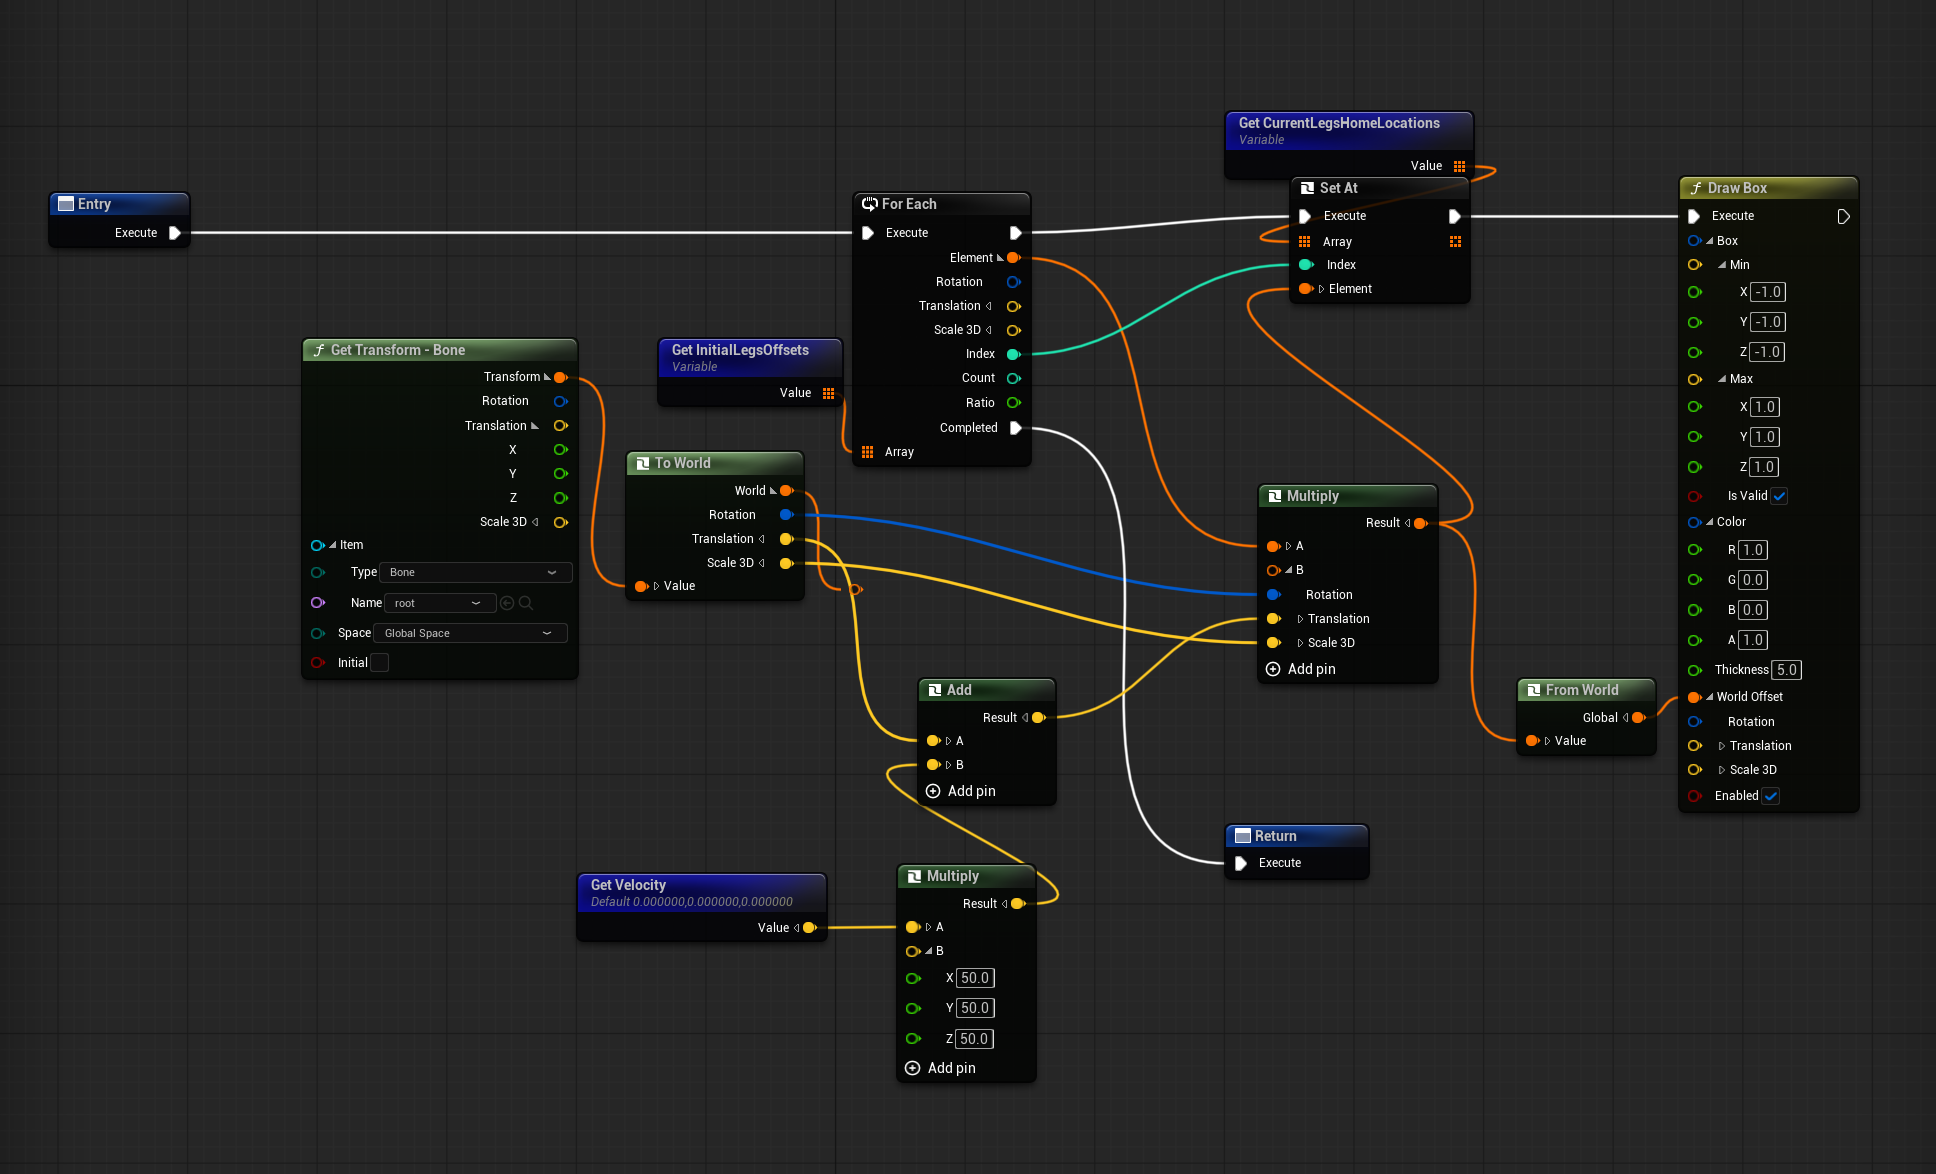 Get CurrentLegsHomeLocations
Variable
Value
Entry
Execute
For Each
Execute
Element
Rotation
Translation
Scale 3D
Index
Count
Ratio
Completed
Array
Set At
Execute
Array
Index
Element
Draw Box
Execute
Box
Min
X -1.0
Y -1.0
Z -1.0
Max
X 1.0
Y 1.0
Z 1.0
Is Valid
Color
R 1.0
G 0.0
B 0.0
A 1.0
Thickness 5.0
World Offset
Rotation
Translation
Scale 3D
Enabled
Get Transform - Bone
Transform
Rotation
Translation
X
Y
Z
Scale 3D
Item
Type Bone
Name root
Space Global Space
Initial
Get InitialLegsOffsets
Variable
Value
To World
World
Rotation
Translation
Scale 3D
Value
Multiply
Result
A
B
Rotation
Translation
Scale 3D
Add pin
Add
Result
A
B
Add pin
From World
Global
Value
Return
Execute
Get Velocity
Default 0.000000,0.000000,0.000000
Value
Multiply
Result
A
B
X 50.0
Y 50.0
Z 50.0
Add pin